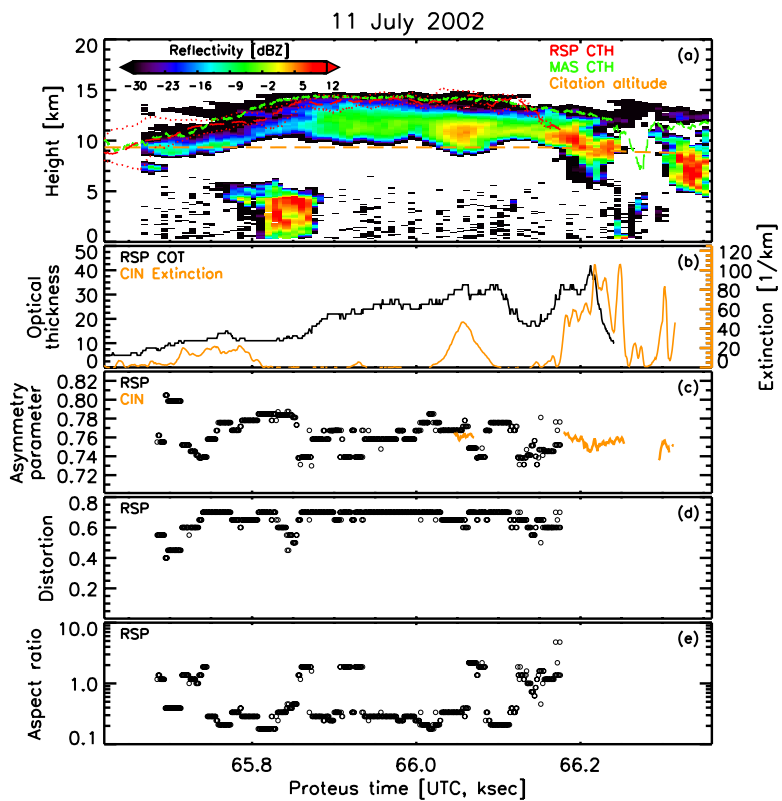 11 July 2002
Reflectivity [dBZ]
-30 -23 -16 -9 -2 5 12
RSP CTH
MAS CTH
Citation altitude
(a)
Height [km]
20
15
10
5
0
RSP COT
CIN Extinction
(b)
Optical
thickness
50
40
30
20
10
0
120
100
80
60
40
20
0
Extinction [1/km]
RSP
CIN
(c)
Asymmetry
parameter
0.82
0.80
0.78
0.76
0.74
0.72
RSP
(d)
Distortion
0.8
0.6
0.4
0.2
RSP
(e)
Aspect ratio
10.0
1.0
0.1
65.8 66.0 66.2
Proteus time [UTC, ksec]